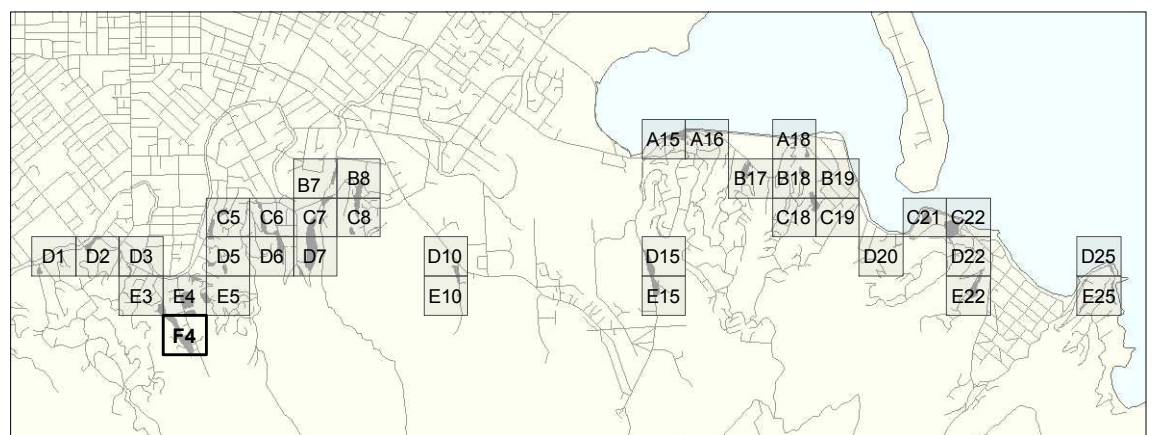 A15 A16 A18
B7 B8 B17 B18 B19
C5 C6 C7 C8 C18 C19 C21 C22
D1 D2 D3 D5 D6 D7 D10 D15 D20 D22 D25
E3 E4 E5 E10 E15 E22 E25
F4